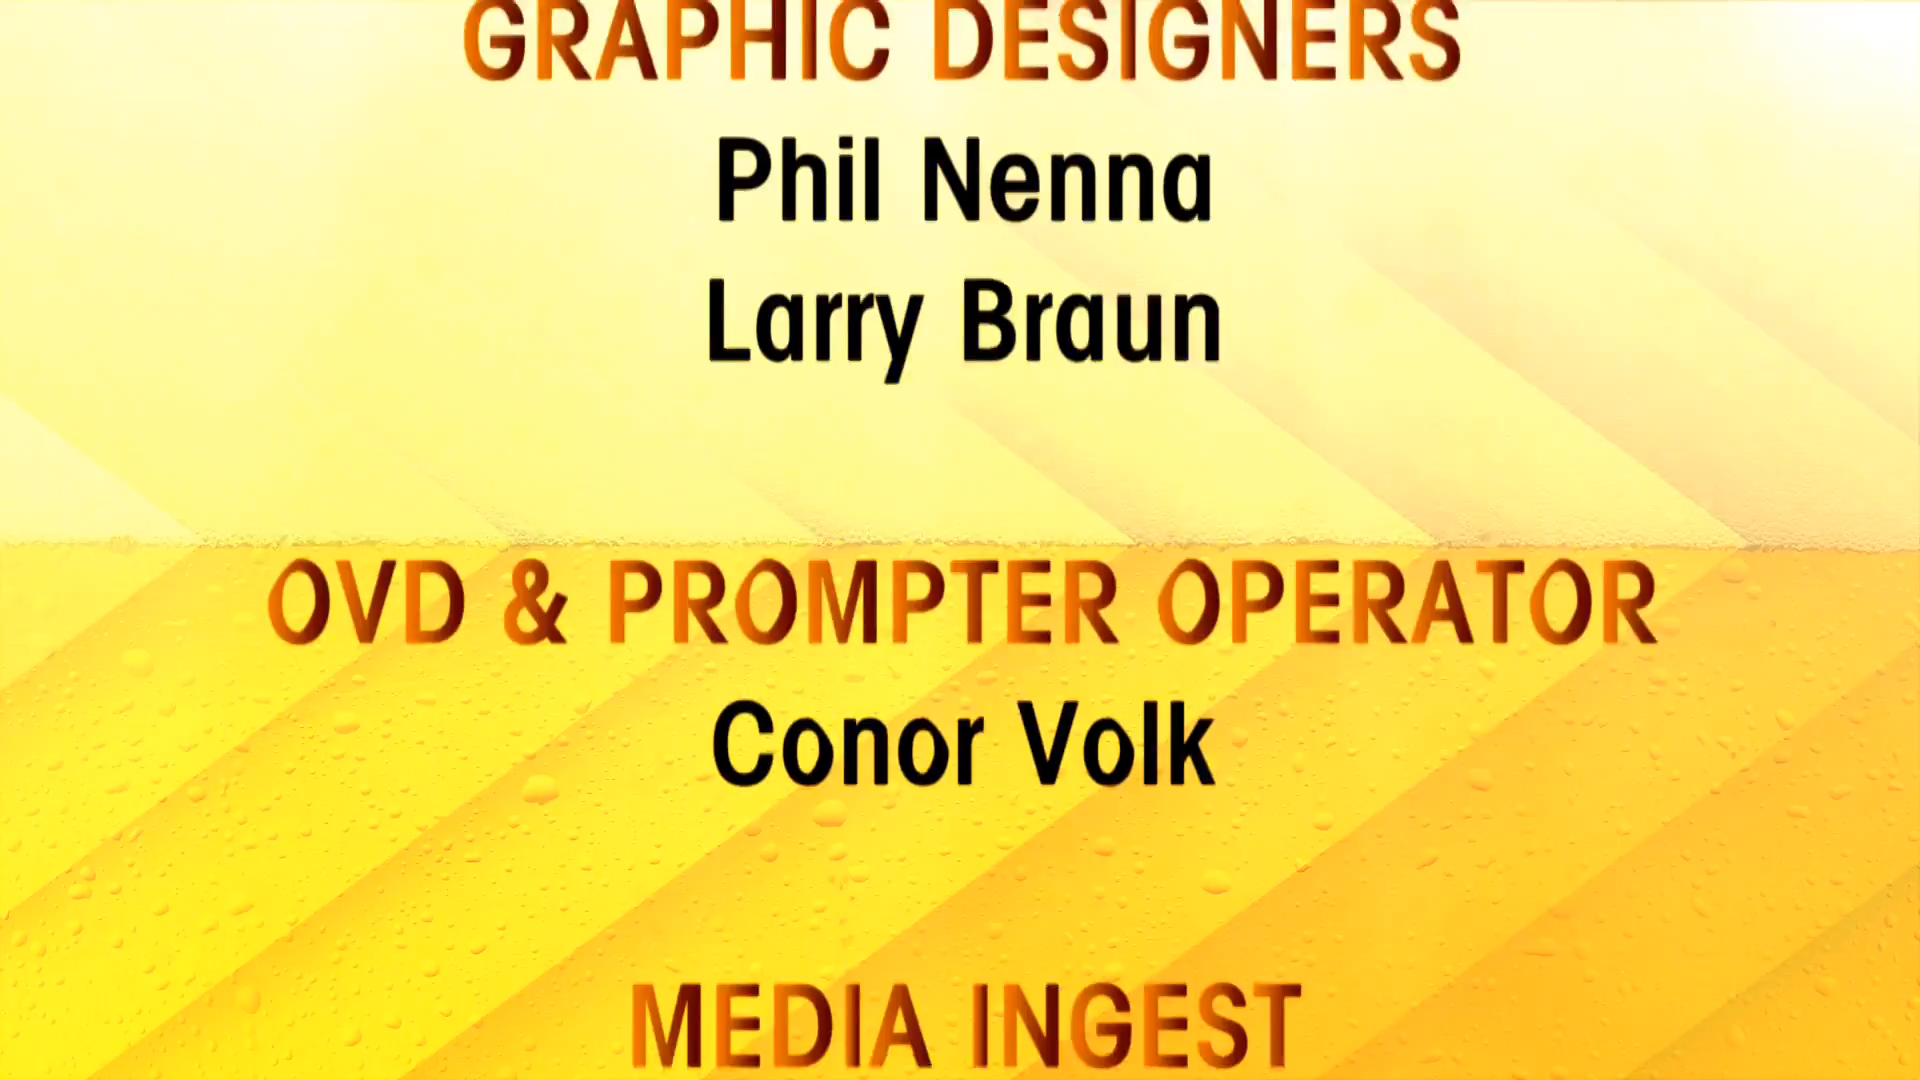 GRAPHIC DESIGNERS
Phil Nenna
Larry Braun
OVD & PROMPTER OPERATOR
Conor Volk
MEDIA INGEST